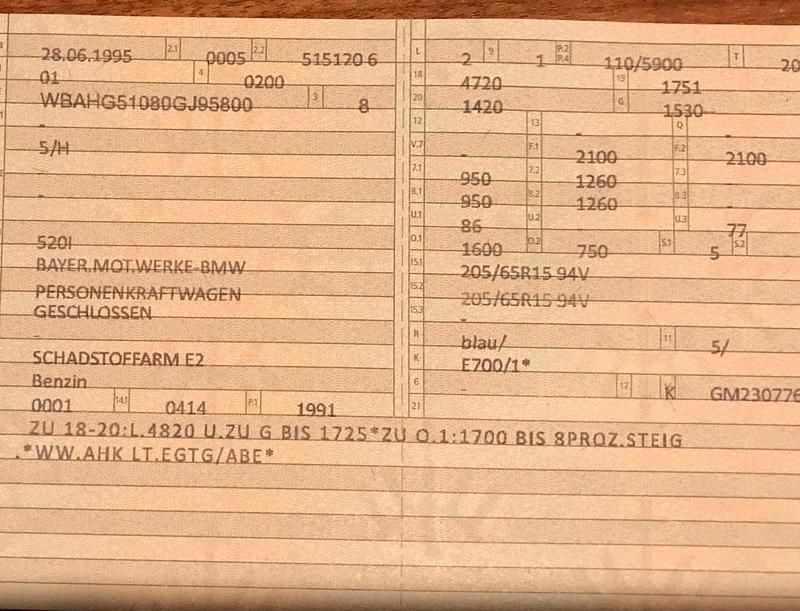 28.06.1995 2.1 0005 2.2 515120 6
01 4 0200
WBAHG51080GJ95800 3 8
-
5/H
-
-
520I
BAYER.MOT.WERKE-BMW
PERSONENKRAFTWAGEN
GESCHLOSSEN
-
SCHADSTOFFARM E2
Benzin
0001 14.1 0414 P.1 1991
L 2 9 1 P.2 P.4 110/5900 T 20
18 4720 19 1751
20 1420 G 1530--
12 - 13 - Q -
V.7 - F.1 2100 F.2 2100
7.1 950 7.2 1260 7.3 -
8.1 950 8.2 1260 8.3 -
U.1 86 U.2 - U.3 77
O.1 1600 O.2 750 S.1 5 S.2
15.1 205/65R15 94V
15.2 205/65R15 94V
15.3 -
R blau/ 11 5/
K E700/1*
6 - 17 K GM230776
21
ZU 18-20:L.4820 U.ZU G BIS 1725*ZU O.1:1700 BIS 8PROZ.STEIG
.*WW.AHK LT.EGTG/ABE*